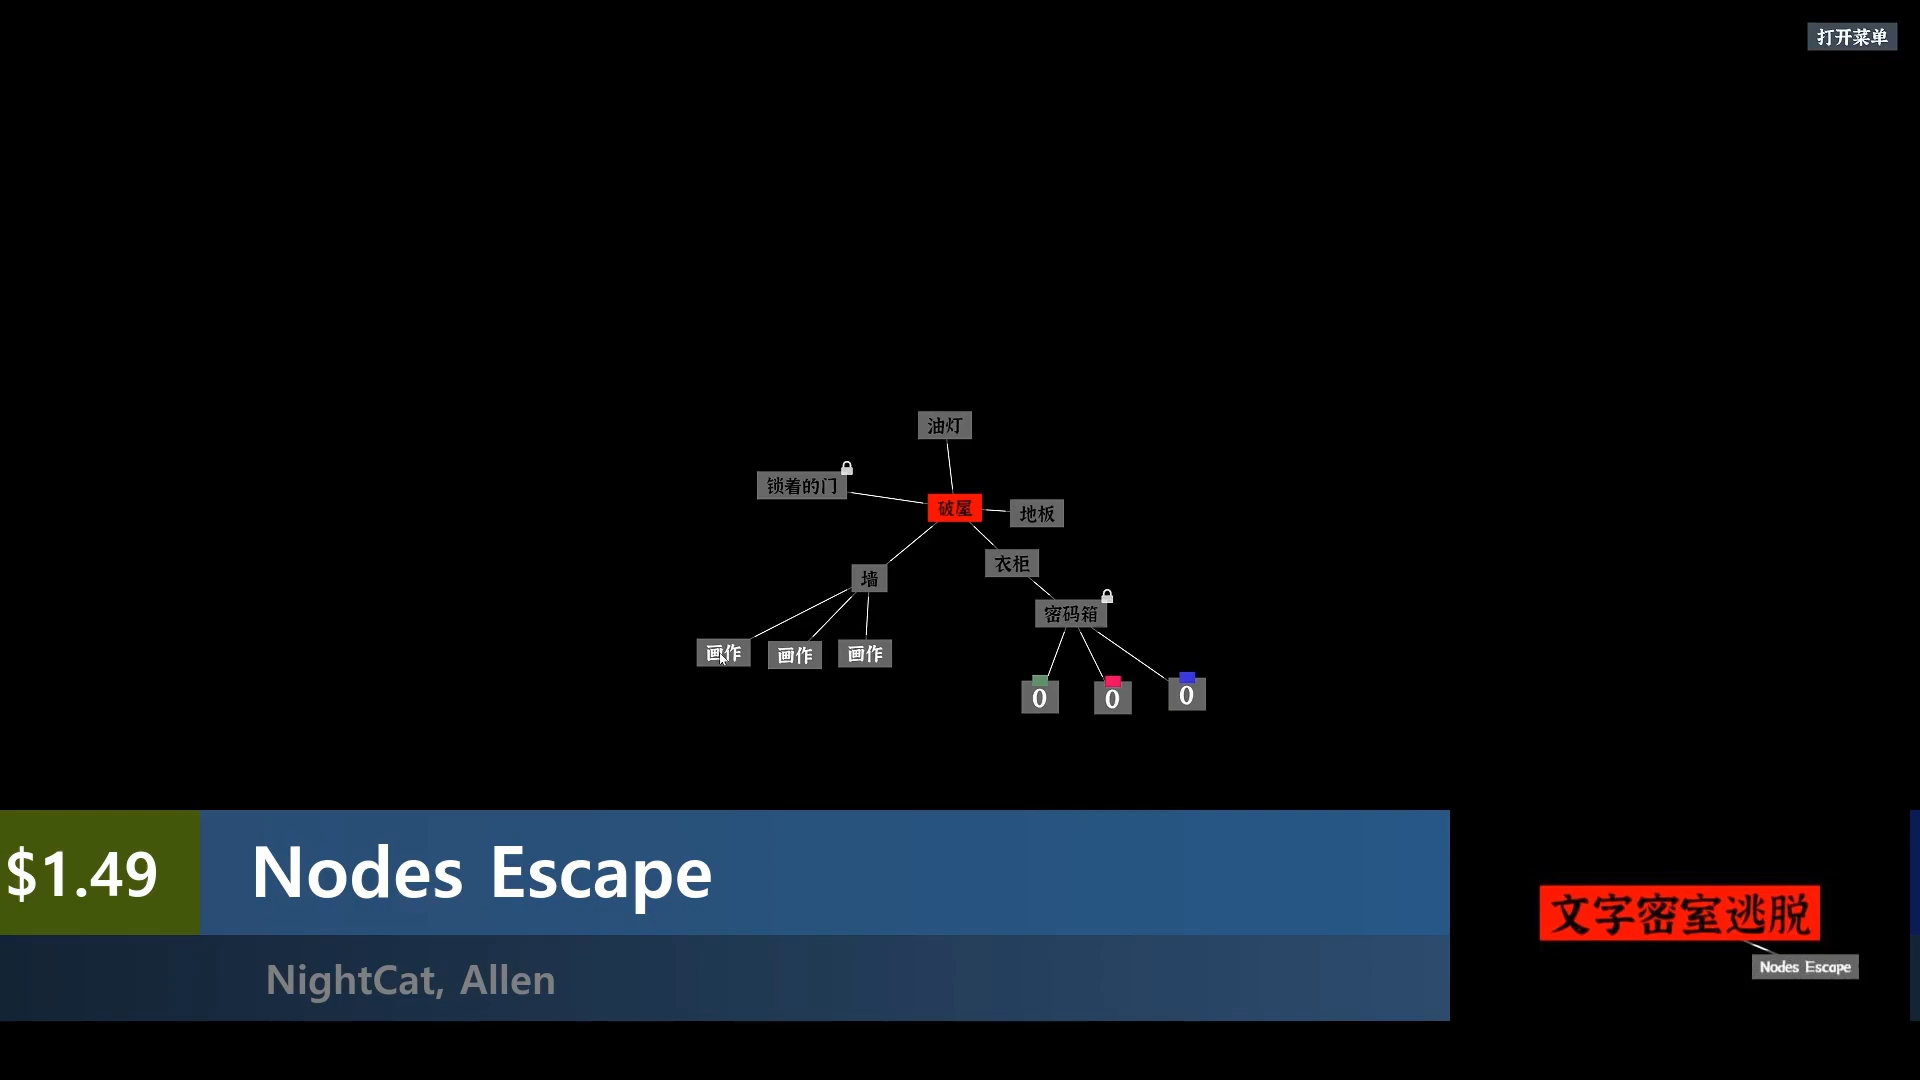 打开菜单
油灯
锁着的门
破屋
地板
衣柜
墙
密码箱
画作
画作
画作
0
0
0
$1.49
Nodes Escape
NightCat, Allen
文字密室逃脱
Nodes Escape